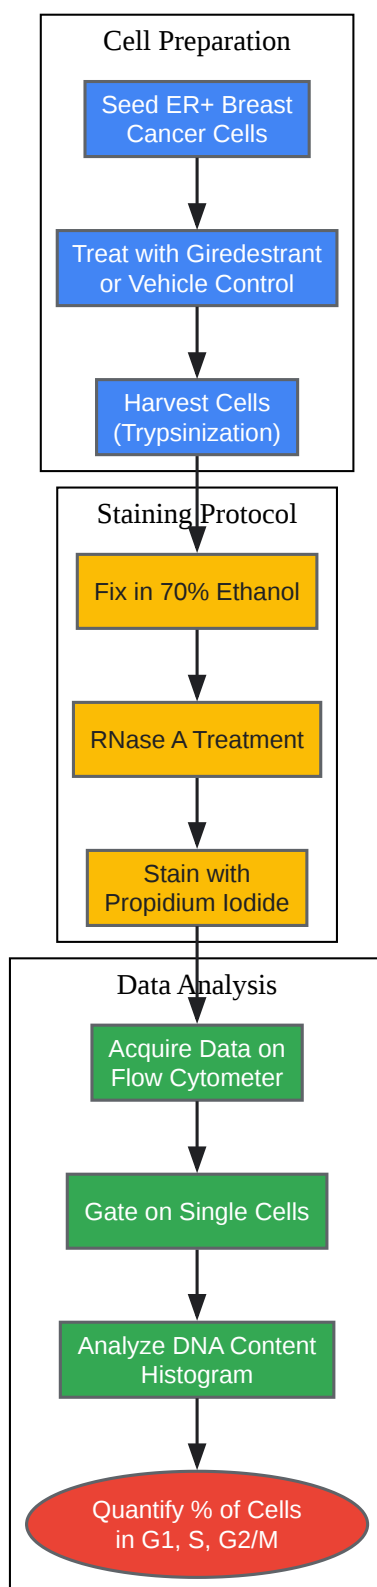 Cell Preparation
Seed ER+ Breast
Cancer Cells
Treat with Giredestrant
or Vehicle Control
Harvest Cells
(Trypsinization)
Staining Protocol
Fix in 70% Ethanol
RNase A Treatment
Stain with
Propidium Iodide
Data Analysis
Acquire Data on
Flow Cytometer
Gate on Single Cells
Analyze DNA Content
Histogram
Quantify % of Cells
in G1, S, G2/M